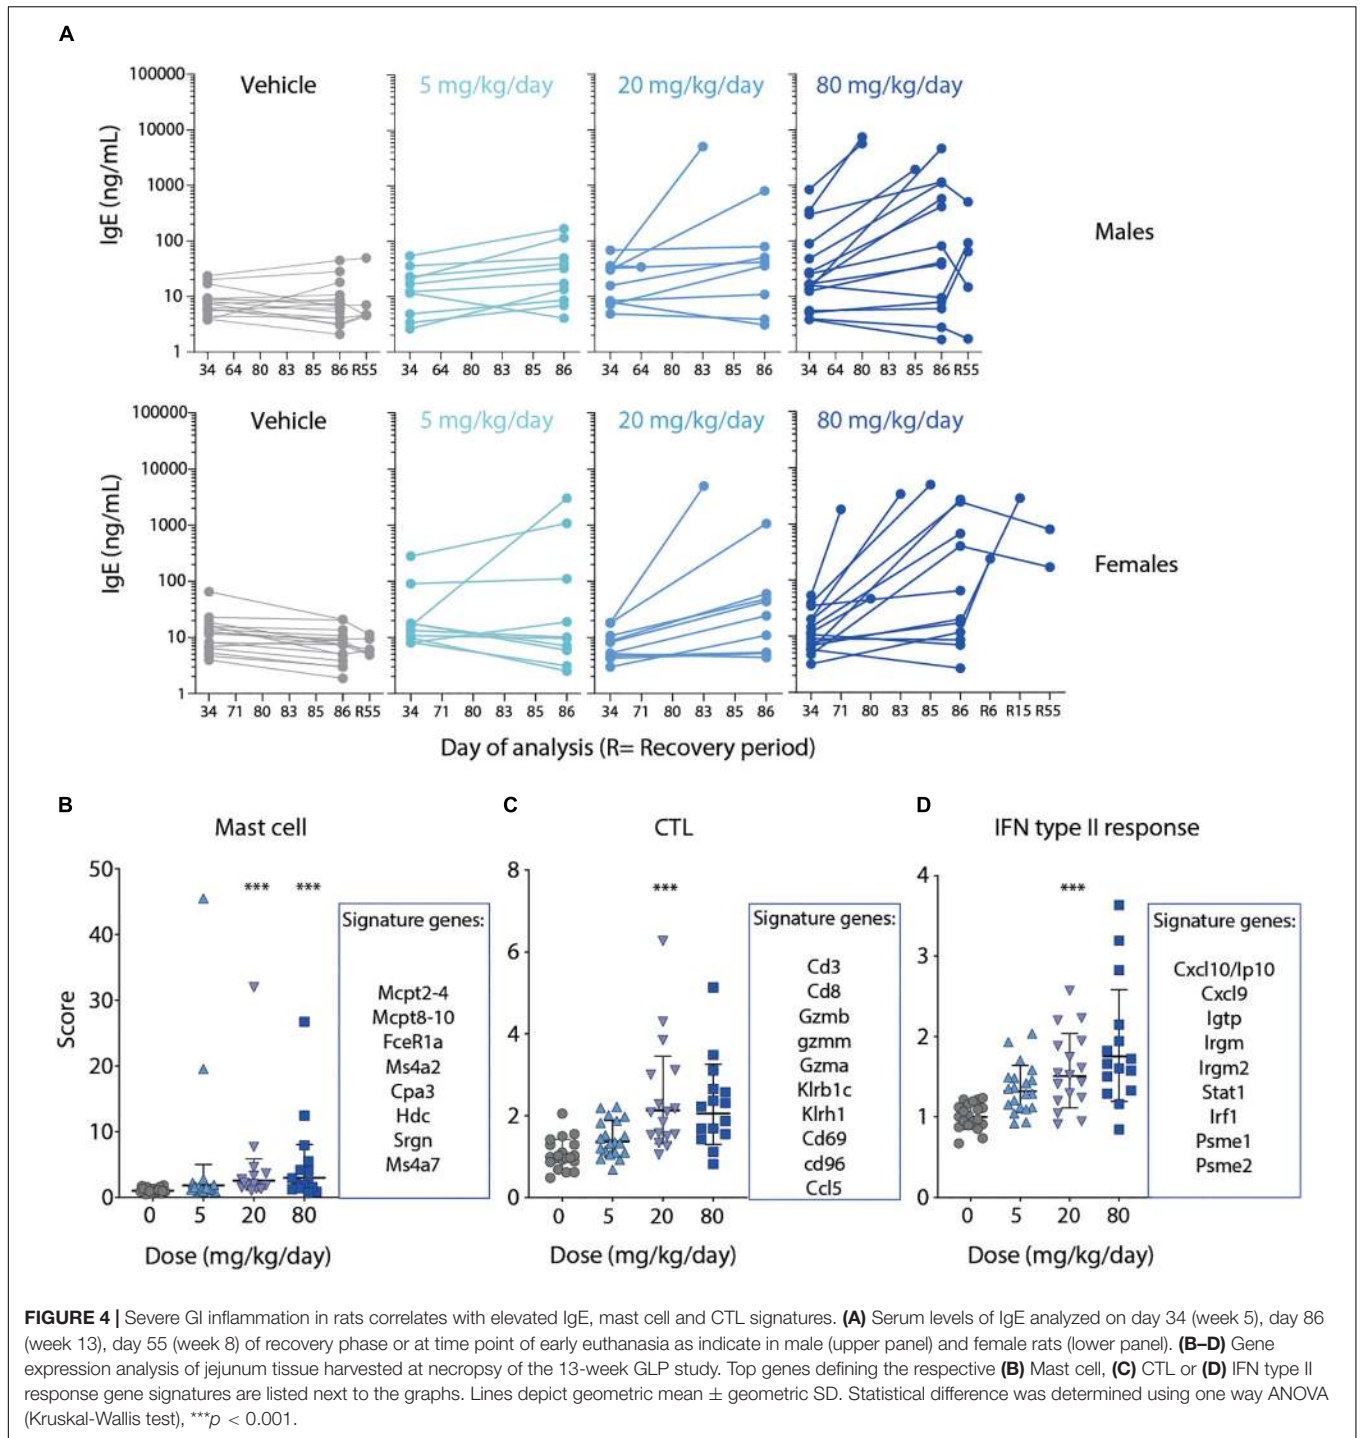 A
Vehicle
5 mg/kg/day
20 mg/kg/day
80 mg/kg/day
IgE (ng/mL)
100000
10000
1000
100
10
1
34 64 80 83 85 86 R55
34 64 80 83 85 86
34 64 80 83 85 86
34 64 80 83 85 86 R55
Males
Vehicle
5 mg/kg/day
20 mg/kg/day
80 mg/kg/day
IgE (ng/mL)
100000
10000
1000
100
10
1
34 71 80 83 85 86 R55
34 71 80 83 85 86
34 71 80 83 85 86
34 71 80 83 85 86 R6 R15 R55
Females
Day of analysis (R= Recovery period)
B
Mast cell
Score
50
40
30
20
10
0
*** ***
0 5 20 80
Dose (mg/kg/day)
Signature genes:
Mcpt2-4
Mcpt8-10
FceR1a
Ms4a2
Cpa3
Hdc
Srgn
Ms4a7
C
CTL
8
6
4
2
0
***
0 5 20 80
Dose (mg/kg/day)
Signature genes:
Cd3
Cd8
Gzmb
gzmm
Gzma
Klrb1c
Klrh1
Cd69
cd96
Ccl5
D
IFN type II response
4
3
2
1
0
***
0 5 20 80
Dose (mg/kg/day)
Signature genes:
Cxcl10/Ip10
Cxcl9
Igtp
Irgm
Irgm2
Stat1
Irf1
Psme1
Psme2
FIGURE 4 | Severe GI inflammation in rats correlates with elevated IgE, mast cell and CTL signatures. (A) Serum levels of IgE analyzed on day 34 (week 5), day 86
(week 13), day 55 (week 8) of recovery phase or at time point of early euthanasia as indicate in male (upper panel) and female rats (lower panel). (B–D) Gene
expression analysis of jejunum tissue harvested at necropsy of the 13-week GLP study. Top genes defining the respective (B) Mast cell, (C) CTL or (D) IFN type II
response gene signatures are listed next to the graphs. Lines depict geometric mean ± geometric SD. Statistical difference was determined using one way ANOVA
(Kruskal-Wallis test), ***p < 0.001.